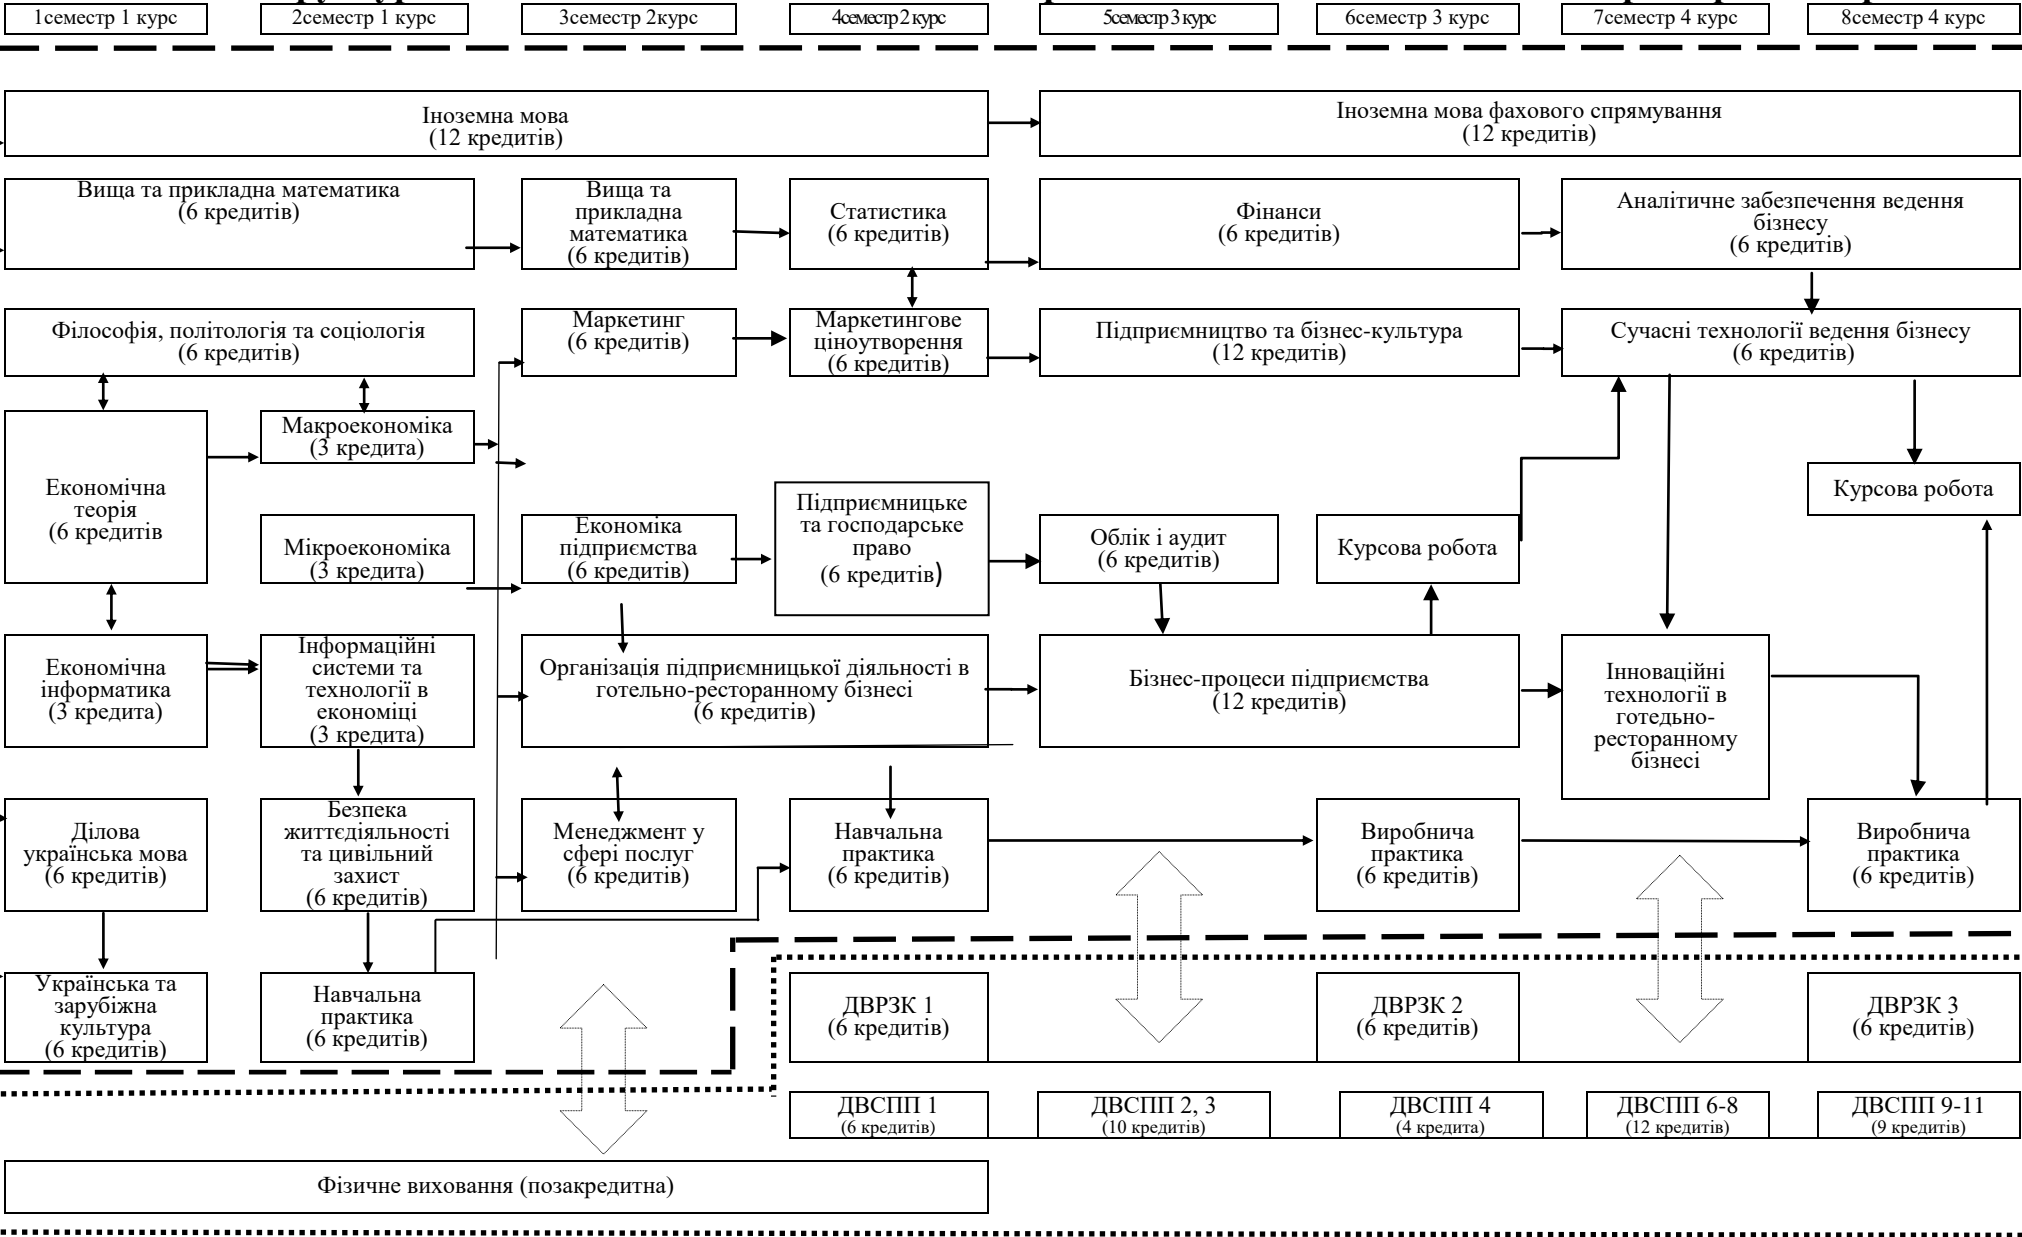 1семестр 1 курс
2семестр 1 курс
3семестр 2курс
4семестр 2 курс
5семестр 3 курс
6семестр 3 курс
7семестр 4 курс
8семестр 4 курс
Іноземна мова
(12 кредитів)
Іноземна мова фахового спрямування
(12 кредитів)
Вища та прикладна математика
(6 кредитів)
Вища та
прикладна
математика
(6 кредитів)
Статистика
(6 кредитів)
Фінанси
(6 кредитів)
Аналітичне забезпечення ведення
бізнесу
(6 кредитів)
Філософія, політологія та соціологія
(6 кредитів)
Маркетинг
(6 кредитів)
Маркетингове
ціноутворення
(6 кредитів)
Підприємництво та бізнес-культура
(12 кредитів)
Сучасні технології ведення бізнесу
(6 кредитів)
Економічна
теорія
(6 кредитів
Макроекономіка
(3 кредита)
Мікроекономіка
(3 кредита)
Економіка
підприємства
(6 кредитів)
Підприємницьке
та господарське
право
(6 кредитів)
Облік і аудит
(6 кредитів)
Курсова робота
Курсова робота
Економічна
інформатика
(3 кредита)
Інформаційні
системи та
технології в
економіці
(3 кредита)
Організація підприємницької діяльності в
готельно-ресторанному бізнесі
(6 кредитів)
Бізнес-процеси підприємства
(12 кредитів)
Інноваційні
технології в
готедьно-
ресторанному
бізнесі
Ділова
українська мова
(6 кредитів)
Безпека
життєдіяльності
та цивільний
захист
(6 кредитів)
Менеджмент у
сфері послуг
(6 кредитів)
Навчальна
практика
(6 кредитів)
Виробнича
практика
(6 кредитів)
Виробнича
практика
(6 кредитів)
Українська та
зарубіжна
культура
(6 кредитів)
Навчальна
практика
(6 кредитів)
ДВРЗК 1
(6 кредитів)
ДВРЗК 2
(6 кредитів)
ДВРЗК 3
(6 кредитів)
ДВСПП 1
(6 кредитів)
ДВСПП 2, 3
(10 кредитів)
ДВСПП 4
(4 кредита)
ДВСПП 6-8
(12 кредитів)
ДВСПП 9-11
(9 кредитів)
Фізичне виховання (позакредитна)